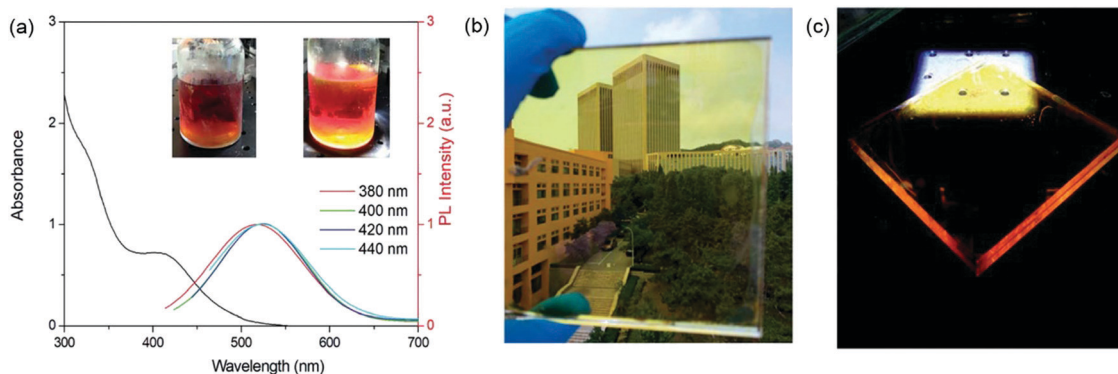 (a)
3
2
1
0
Absorbance
3
2
1
0
PL Intensity (a.u.)
380 nm
400 nm
420 nm
440 nm
300
400
500
600
700
Wavelength (nm)
(b)
(c)